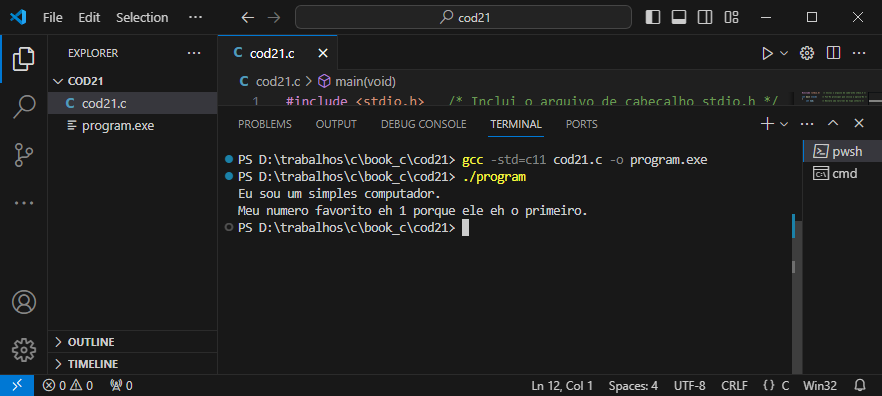 File Edit Selection ... cod21
EXPLORER ...
COD21
C cod21.c
program.exe
OUTLINE
TIMELINE
C cod21.c
C cod21.c > main(void)
1 #include <stdio.h> /* Inclui o arquivo de cabecalho stdio.h */
PROBLEMS OUTPUT DEBUG CONSOLE TERMINAL PORTS
PS D:\trabalhos\c\book_c\cod21> gcc -std=c11 cod21.c -o program.exe
PS D:\trabalhos\c\book_c\cod21> ./program
Eu sou um simples computador.
Meu numero favorito eh 1 porque ele eh o primeiro.
PS D:\trabalhos\c\book_c\cod21>
pwsh
cmd
0 0 0 Ln 12, Col 1 Spaces: 4 UTF-8 CRLF {} C Win32